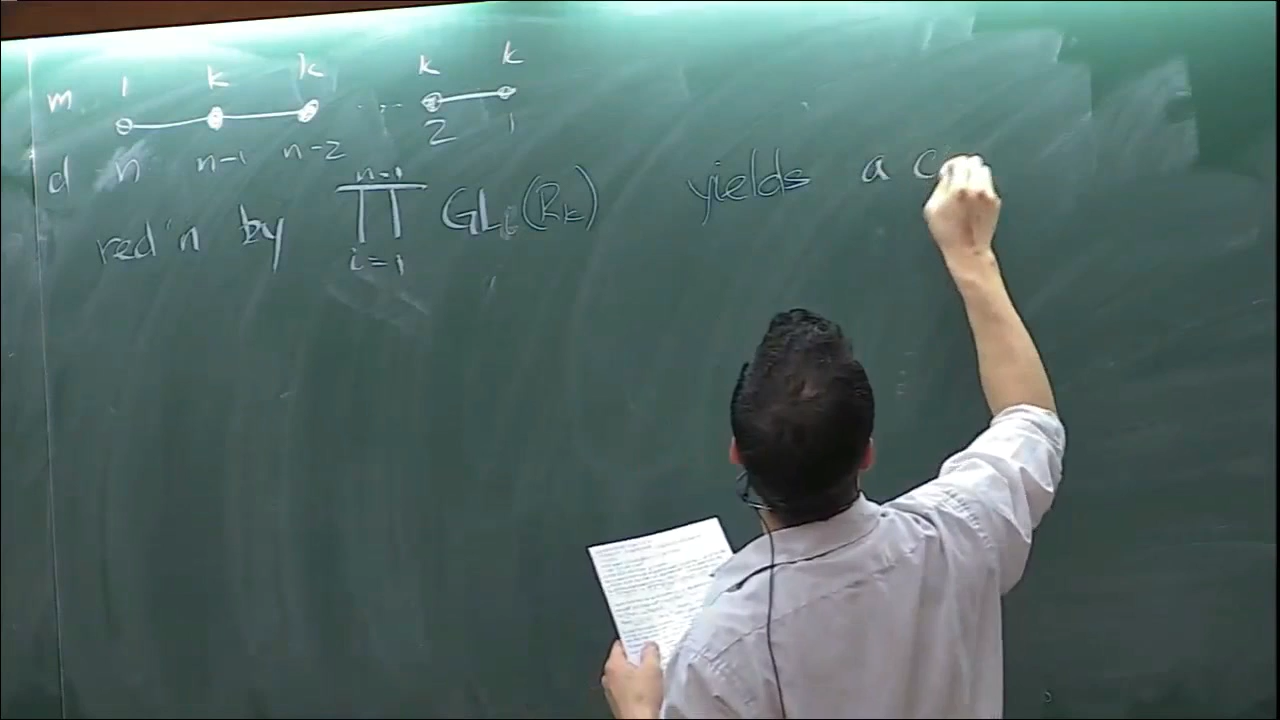 m 1 k k k k
...
d n n-1 n-2 2 1
red'n by n-1 ∏ i=1 GL_i(R_k) yields a c